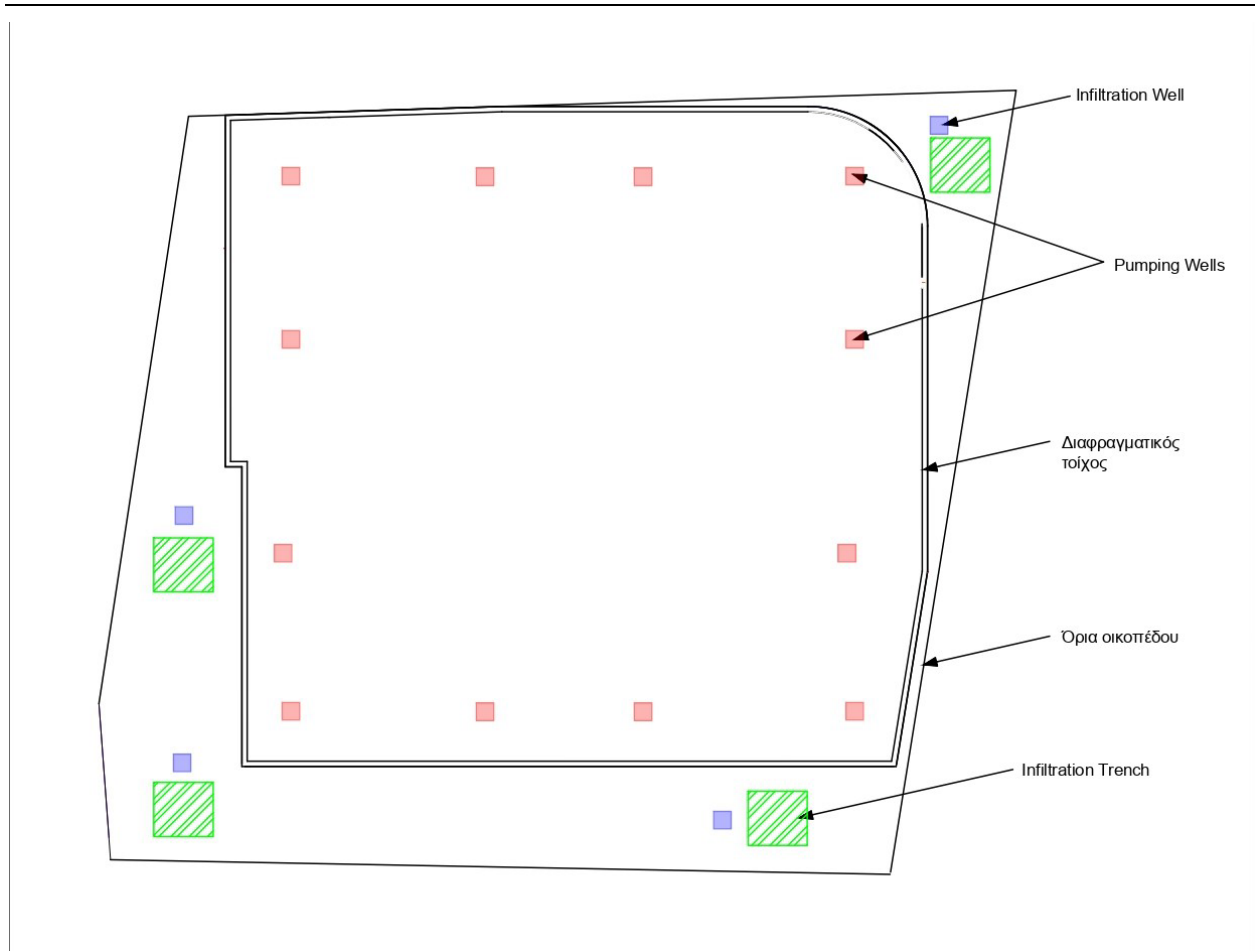 Infiltration Well
Pumping Wells
Διαφραγματικός
τοίχος
Όρια οικοπέδου
Infiltration Trench